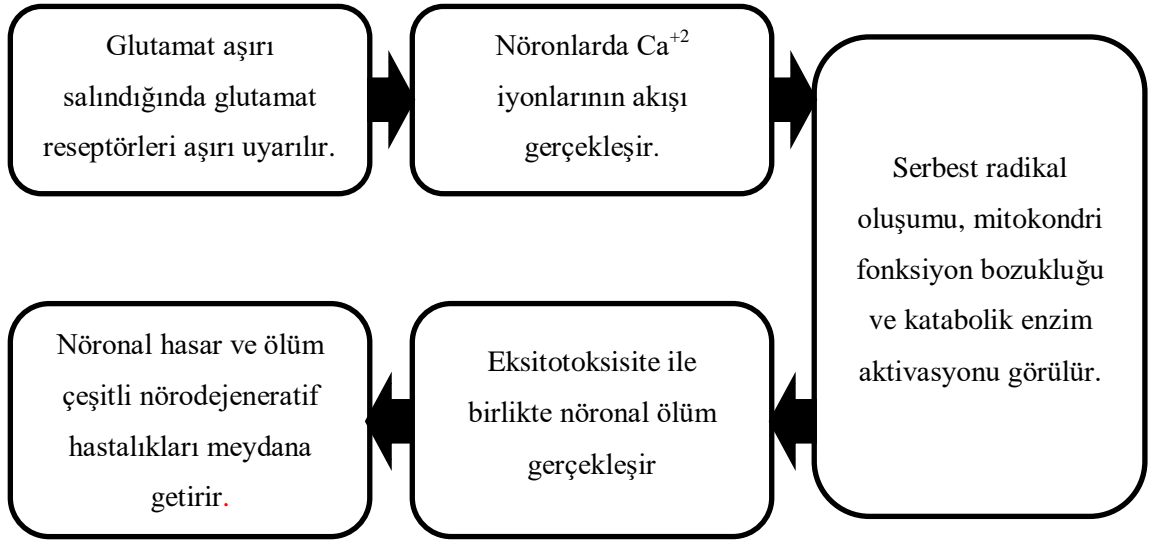 Glutamat aşırı
salındığında glutamat
reseptörleri aşırı uyarılır.
Nöronlarda Ca⁺²
iyonlarının akışı
gerçekleşir.
Serbest radikal
oluşumu, mitokondri
fonksiyon bozukluğu
ve katabolik enzim
aktivasyonu görülür.
Eksitotoksisite ile
birlikte nöronal ölüm
gerçekleşir
Nöronal hasar ve ölüm
çeşitli nörodejeneratif
hastalıkları meydana
getirir.